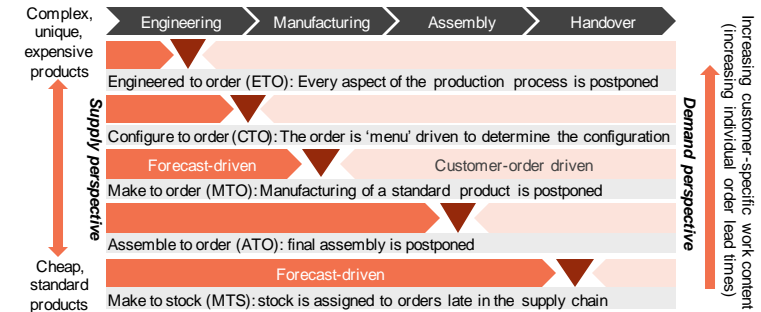 Complex,
unique,
expensive
products
Engineering
Manufacturing
Assembly
Handover
Engineered to order (ETO): Every aspect of the production process is postponed
Configure to order (CTO): The order is ‘menu’ driven to determine the configuration
Forecast-driven
Customer-order driven
Make to order (MTO): Manufacturing of a standard product is postponed
Assemble to order (ATO): final assembly is postponed
Forecast-driven
Make to stock (MTS): stock is assigned to orders late in the supply chain
Cheap,
standard
products
Supply perspective
Demand perspective
Increasing customer-specific work content
(increasing individual order lead times)